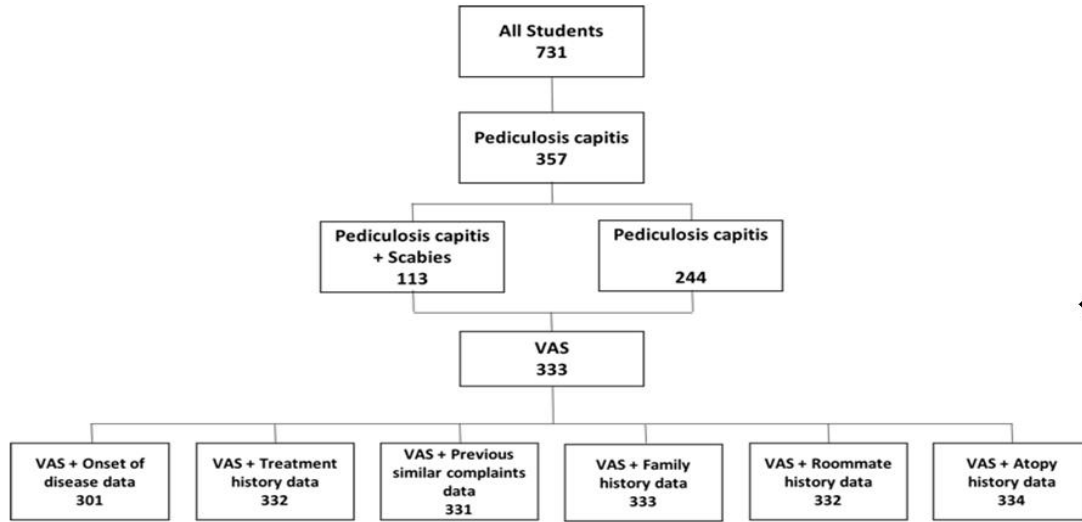 All Students
731
Pediculosis capitis
357
Pediculosis capitis
+ Scabies
113
Pediculosis capitis
244
VAS
333
VAS + Onset of
disease data
301
VAS + Treatment
history data
332
VAS + Previous
similar complaints
data
331
VAS + Family
history data
333
VAS + Roommate
history data
332
VAS + Atopy
history data
334